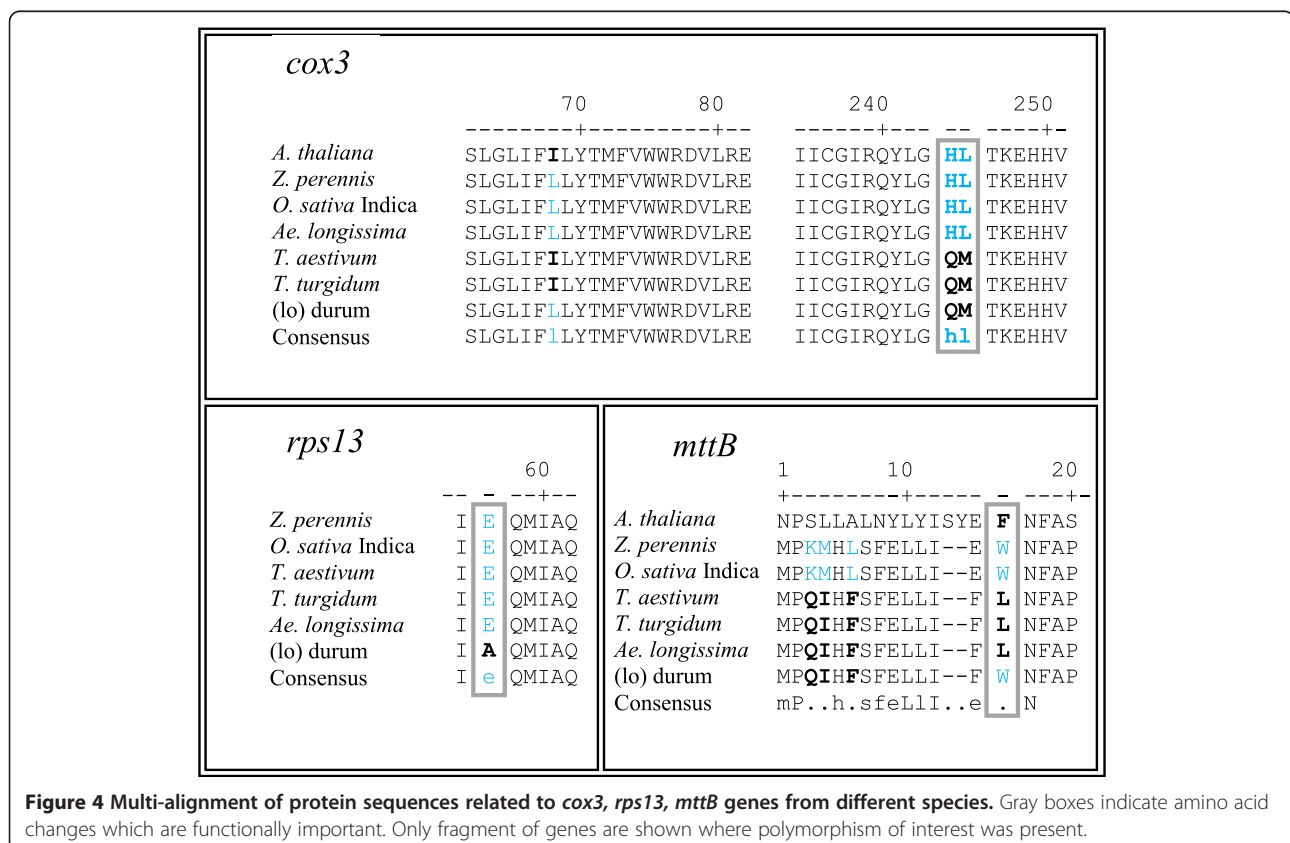 cox3
70 80 240 250
--------+---------+-- ------+--- -- ----+-
A. thaliana SLGLIFILYTMFVWWRDVLRE IICGIRQYLG HL TKEHHV
Z. perennis SLGLIFLLYTMFVWWRDVLRE IICGIRQYLG HL TKEHHV
O. sativa Indica SLGLIFLLYTMFVWWRDVLRE IICGIRQYLG HL TKEHHV
Ae. longissima SLGLIFLLYTMFVWWRDVLRE IICGIRQYLG HL TKEHHV
T. aestivum SLGLIFILYTMFVWWRDVLRE IICGIRQYLG QM TKEHHV
T. turgidum SLGLIFILYTMFVWWRDVLRE IICGIRQYLG QM TKEHHV
(lo) durum SLGLIFLLYTMFVWWRDVLRE IICGIRQYLG QM TKEHHV
Consensus SLGLIFlLYTMFVWWRDVLRE IICGIRQYLG hl TKEHHV
rps13
60
-- - --+--
Z. perennis I E QMIAQ
O. sativa Indica I E QMIAQ
T. aestivum I E QMIAQ
T. turgidum I E QMIAQ
Ae. longissima I E QMIAQ
(lo) durum I A QMIAQ
Consensus I e QMIAQ
mttB
1 10 20
+--------+------ - ---+-
A. thaliana NPSLLALNYLYISYE F NFAS
Z. perennis MPKMHLSFELLI--E W NFAP
O. sativa Indica MPKMHLSFELLI--E W NFAP
T. aestivum MPQIHFSFELLI--F L NFAP
T. turgidum MPQIHFSFELLI--F L NFAP
Ae. longissima MPQIHFSFELLI--F L NFAP
(lo) durum MPQIHFSFELLI--F W NFAP
Consensus mP..h.sfeLlI..e . N
Figure 4 Multi-alignment of protein sequences related to cox3, rps13, mttB genes from different species. Gray boxes indicate amino acid
changes which are functionally important. Only fragment of genes are shown where polymorphism of interest was present.